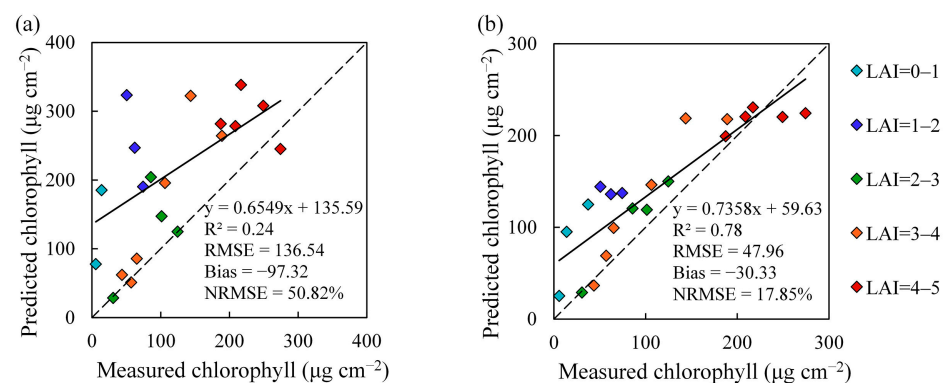 (a)
400
300
200
100
0
0 100 200 300 400
Predicted chlorophyll (μg cm⁻²)
Measured chlorophyll (μg cm⁻²)
y = 0.6549x + 135.59
R² = 0.24
RMSE = 136.54
Bias = −97.32
NRMSE = 50.82%
(b)
300
200
100
0
0 100 200 300
Predicted chlorophyll (μg cm⁻²)
Measured chlorophyll (μg cm⁻²)
y = 0.7358x + 59.63
R² = 0.78
RMSE = 47.96
Bias = −30.33
NRMSE = 17.85%
LAI=0–1
LAI=1–2
LAI=2–3
LAI=3–4
LAI=4–5